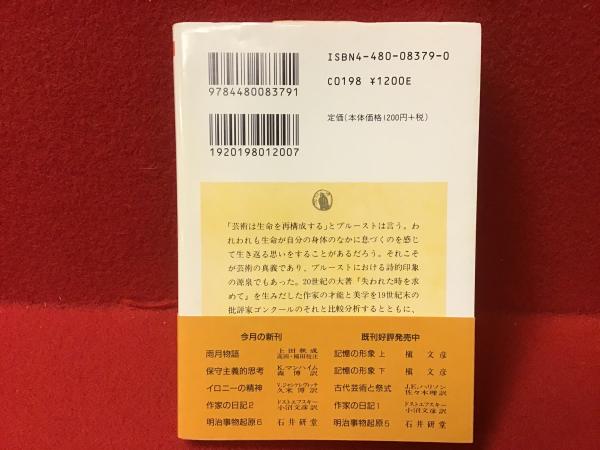 ISBN4-480-08379-0
9784480083791
C0198 ¥1200E
定価(本体価格1200円+税)
1920198012007
「芸術は生命を再構成する」とプルーストは言う。わ
れわれも生命が自分の身体のなかに息づくのを感じ
て生き返る思いをすることがあるだろう。それこそ
が芸術の真義であり、プルーストにおける詩的印象
の源泉でもあった。20世紀の大著『失われた時を求
めて』を生みだした作家の才能と美学を19世紀末の
批評家ゴンクールのそれと比較分析するとともに、
今月の新刊
雨月物語 上田秋成 高田・稲田校注
保守主義的思考 K.マンハイム 森博訳
イロニーの精神 V.ジャンケレヴィッチ 久米博訳
作家の日記2 ドストエフスキー 小沼文彦訳
明治事物起原6 石井研堂
既刊好評発売中
記憶の形象 上 槇文彦
記憶の形象 下 槇文彦
古代芸術と祭式 J.E.ハリソン 佐々木理訳
作家の日記1 ドストエフスキー 小沼文彦訳
明治事物起原5 石井研堂